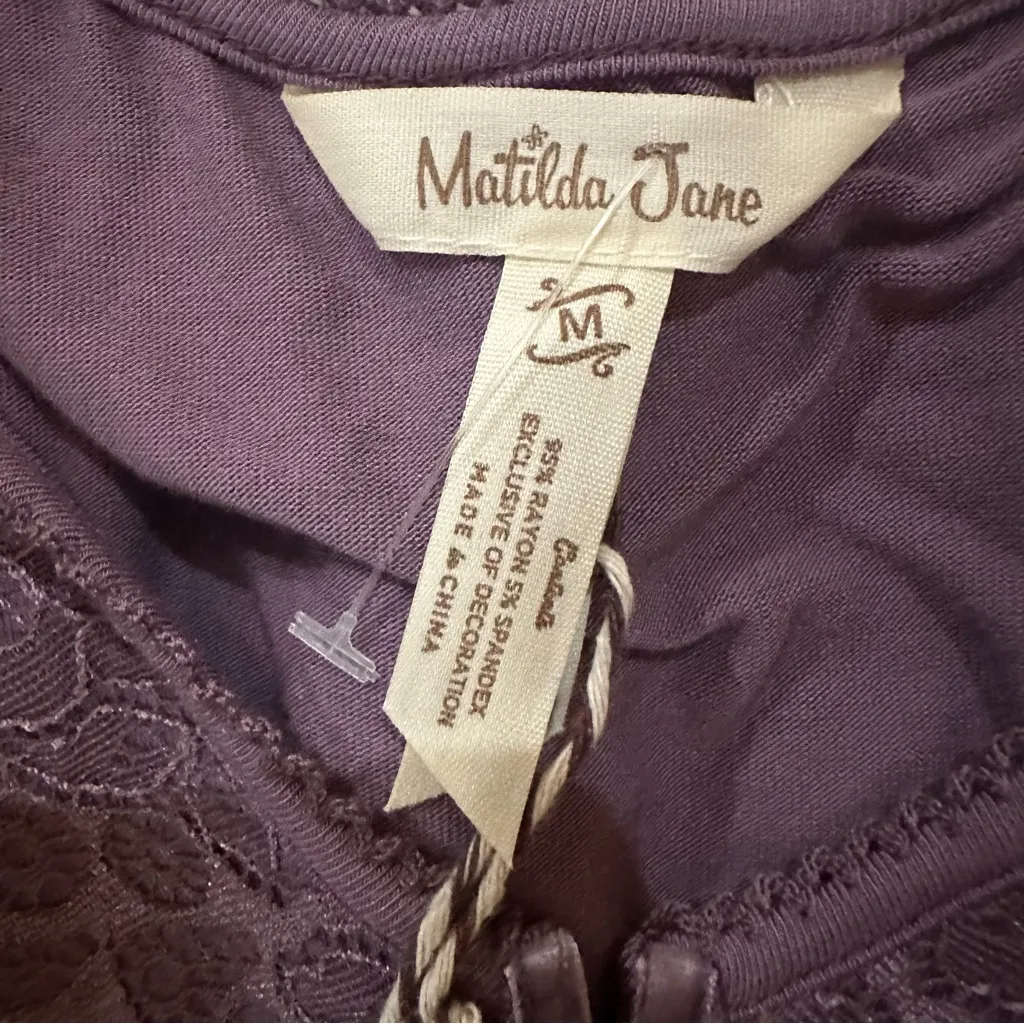 Matilda Jane
M
Contents
95% RAYON 5% SPANDEX
EXCLUSIVE OF DECORATION
MADE in CHINA